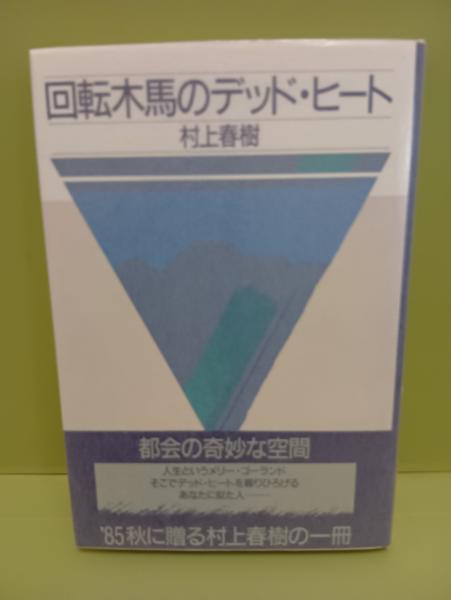 回転木馬のデッド・ヒート
村上春樹
都会の奇妙な空間
人生というメリー・ゴーランド
そこでデッド・ヒートを繰りひろげる
あなたに似た人――
'85秋に贈る村上春樹の一冊